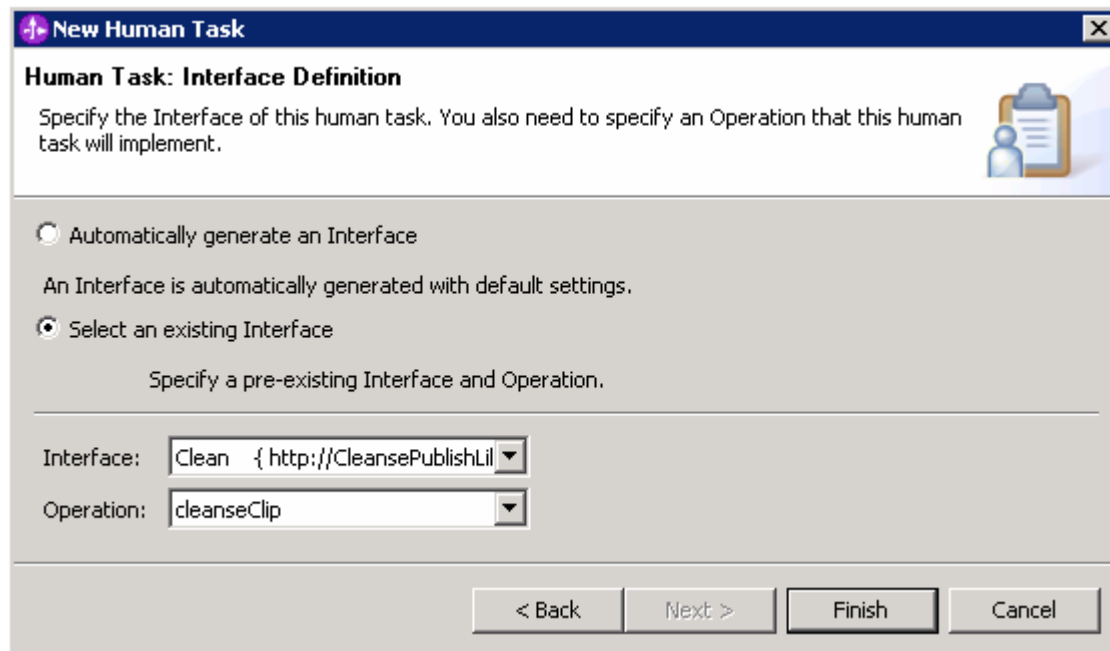 New Human Task
Human Task: Interface Definition
Specify the Interface of this human task. You also need to specify an Operation that this human
task will implement.
Automatically generate an Interface
An Interface is automatically generated with default settings.
Select an existing Interface
Specify a pre-existing Interface and Operation.
Interface: Clean { http://CleansePublishLil
Operation: cleanseClip
< Back Next > Finish Cancel